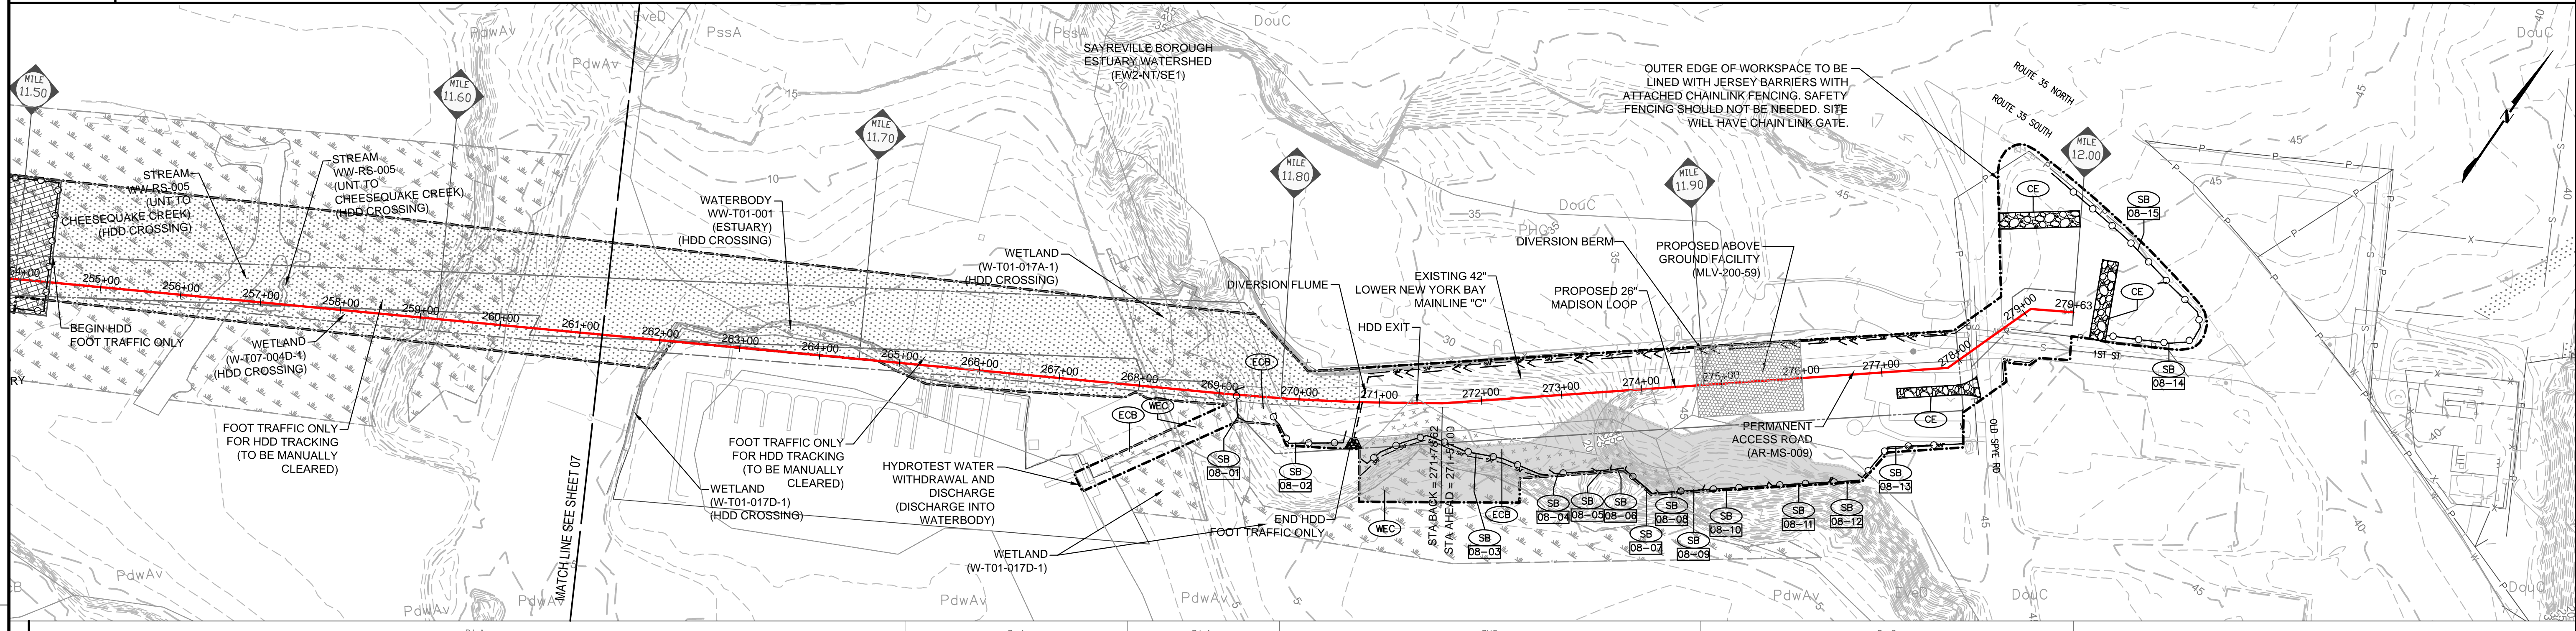 EveD
PdwAv
PssA
PdwAv
SAYREVILLE BOROUGH
ESTUARY WATERSHED
(FW2-NT/SE1)
PssA
DouC
DouC
MILE
11.50
MILE
11.60
MILE
11.70
MILE
11.80
MILE
11.90
MILE
12.00
OUTER EDGE OF WORKSPACE TO BE
LINED WITH JERSEY BARRIERS WITH
ATTACHED CHAINLINK FENCING. SAFETY
FENCING SHOULD NOT BE NEEDED. SITE
WILL HAVE CHAIN LINK GATE.
ROUTE 35 NORTH
ROUTE 35 SOUTH
STREAM
WW-RS-005
(UNT TO
CHEESEQUAKE CREEK)
(HDD CROSSING)
STREAM
WW-RS-005
(UNT TO
CHEESEQUAKE CREEK)
(HDD CROSSING)
WATERBODY
WW-T01-001
(ESTUARY)
(HDD CROSSING)
WETLAND
(W-T01-017A-1)
(HDD CROSSING)
DIVERSION FLUME
EXISTING 42"
LOWER NEW YORK BAY
MAINLINE "C"
HDD EXIT
DouC
PHG
DIVERSION BERM
PROPOSED 26"
MADISON LOOP
PROPOSED ABOVE
GROUND FACILITY
(MLV-200-59)
CE
SB
08-15
CE
1ST ST
SB
08-14
255+00
256+00
257+00
258+00
259+00
260+00
261+00
262+00
263+00
264+00
265+00
266+00
267+00
268+00
269+00
270+00
271+00
272+00
273+00
274+00
275+00
276+00
277+00
278+00
279+00
279+63
BEGIN HDD
FOOT TRAFFIC ONLY
WETLAND
(W-T07-004D-1)
(HDD CROSSING)
FOOT TRAFFIC ONLY
FOR HDD TRACKING
(TO BE MANUALLY
CLEARED)
MATCH LINE SEE SHEET 07
WETLAND
(W-T01-017D-1)
(HDD CROSSING)
FOOT TRAFFIC ONLY
FOR HDD TRACKING
(TO BE MANUALLY
CLEARED)
HYDROTEST WATER
WITHDRAWAL AND
DISCHARGE
(DISCHARGE INTO
WATERBODY)
WETLAND
(W-T01-017D-1)
ECB
WEC
ECB
SB
08-01
SB
08-02
END HDD
FOOT TRAFFIC ONLY
WEC
STA BACK = 271+78.62
SB
08-03
ECB
SB
08-04
SB
08-05
SB
08-06
SB
08-07
SB
08-08
SB
08-09
SB
08-10
SB
08-11
SB
08-12
SB
08-13
PERMANENT
ACCESS ROAD
(AR-MS-009)
CE
OLD SPYE RD
PdwAv
PdwAv
PdwAv
PdwAv
PdwAv
PdwAv
EveD
DouC
DouC